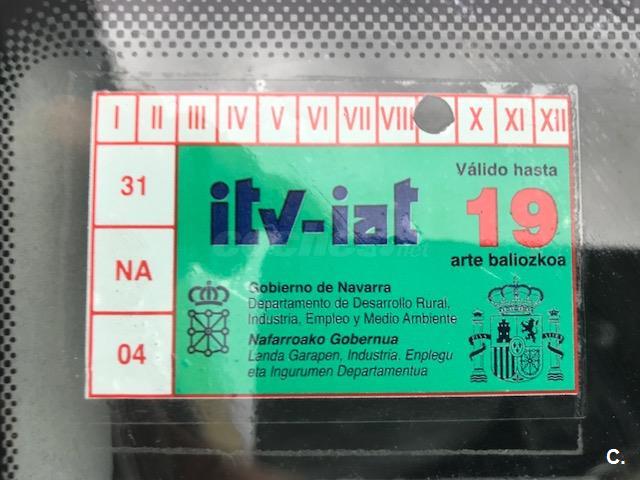 I II III IV V VI VII VIII X XI XII
31
NA
04
itv-iat
Válido hasta
19
arte baliozkoa
Gobierno de Navarra
Departamento de Desarrollo Rural,
Industria, Empleo y Medio Ambiente
Nafarroako Gobernua
Landa Garapen, Industria, Enplegu
eta Ingurumen Departamentua
C.